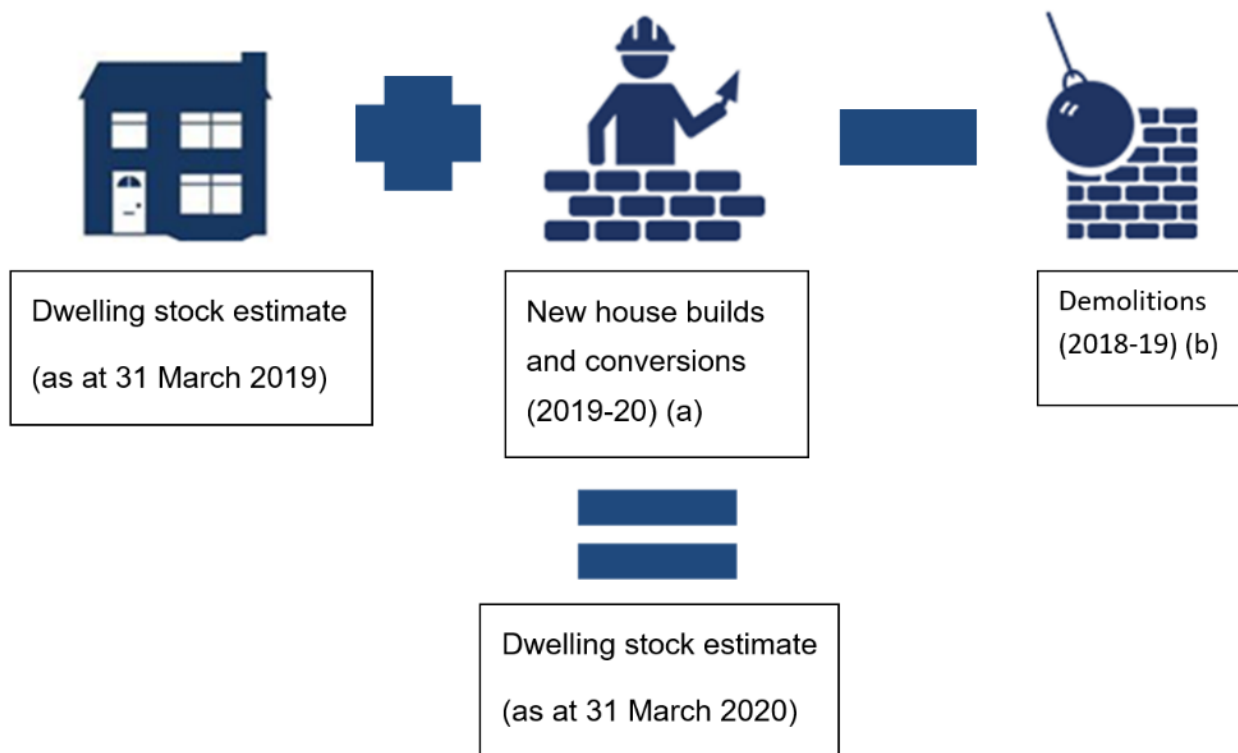 Dwelling stock estimate
(as at 31 March 2019)
New house builds
and conversions
(2019-20) (a)
Demolitions
(2018-19) (b)
Dwelling stock estimate
(as at 31 March 2020)